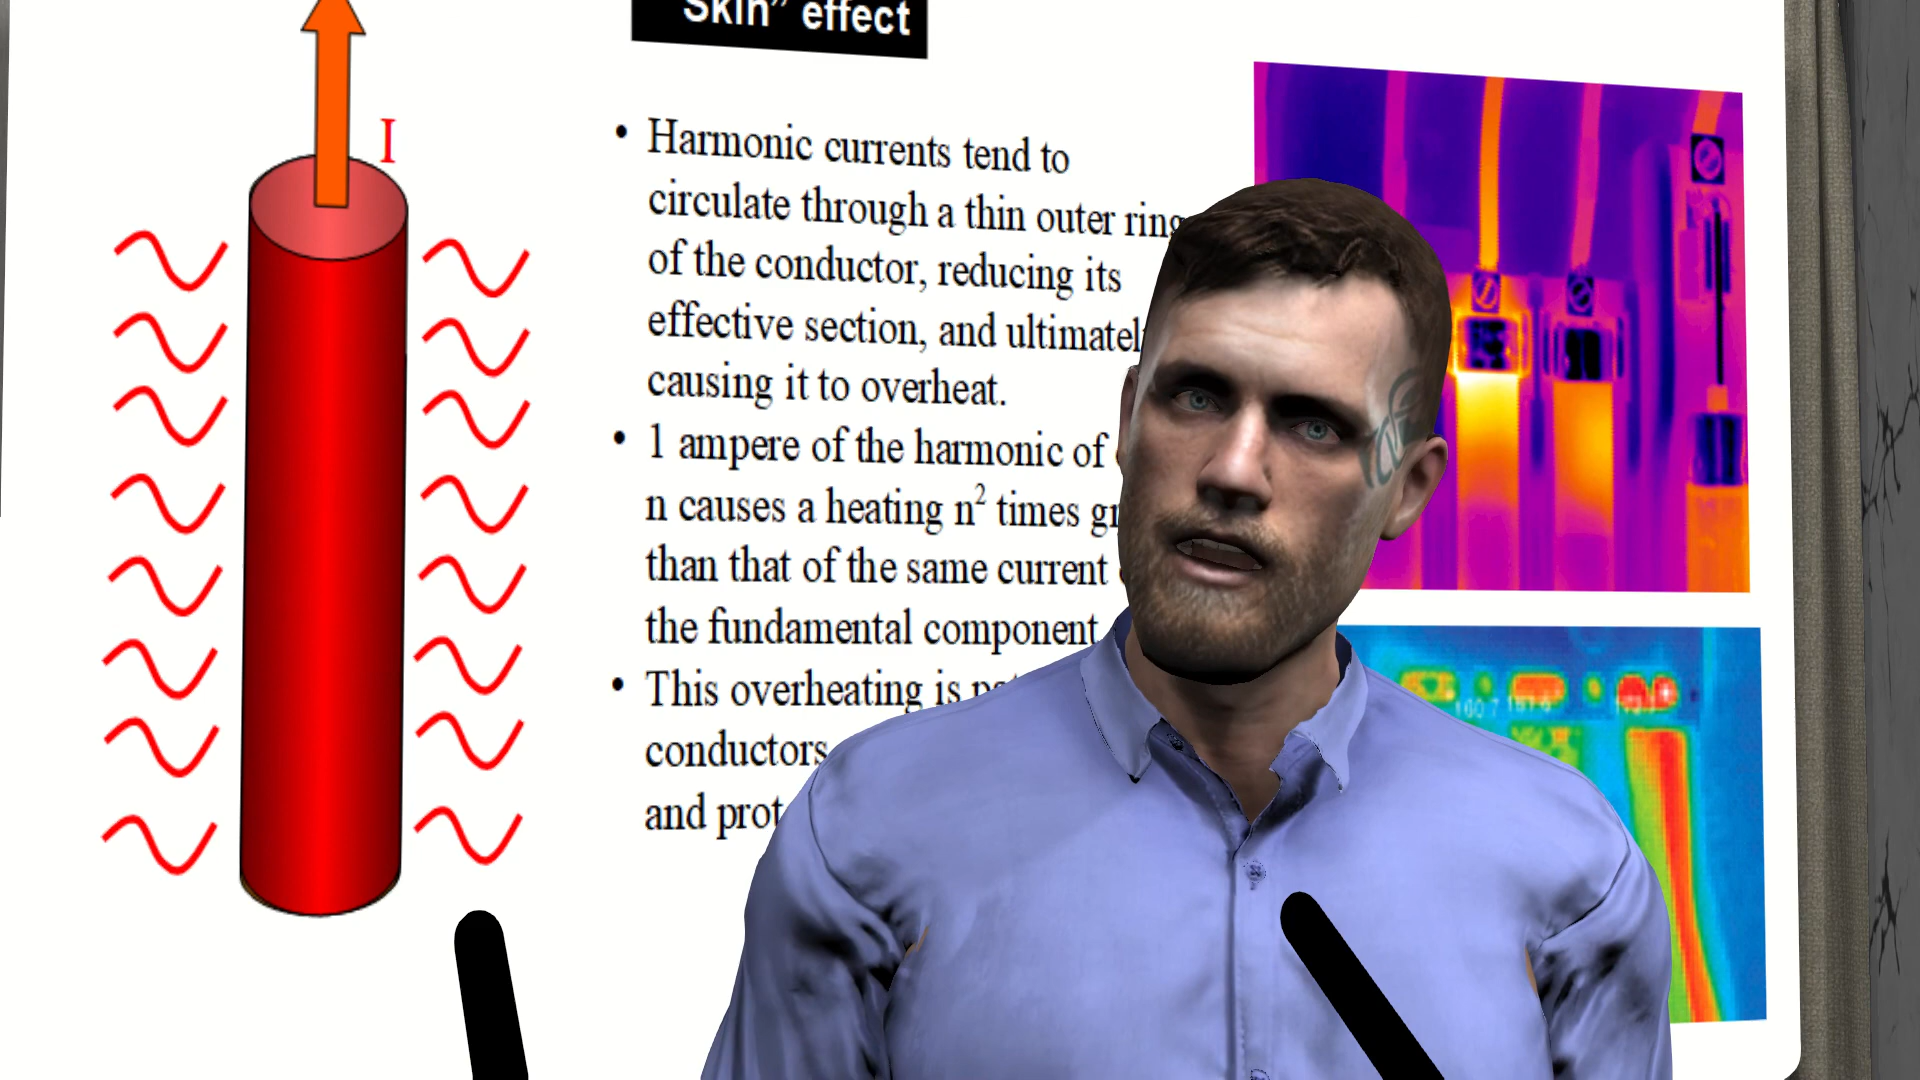 Skin” effect
I
• Harmonic currents tend to
circulate through a thin outer ring
of the conductor, reducing its
effective section, and ultimatel
causing it to overheat.
• 1 ampere of the harmonic of
n causes a heating n² times gr
than that of the same current
the fundamental component
• This overheating is
conductors
and prot